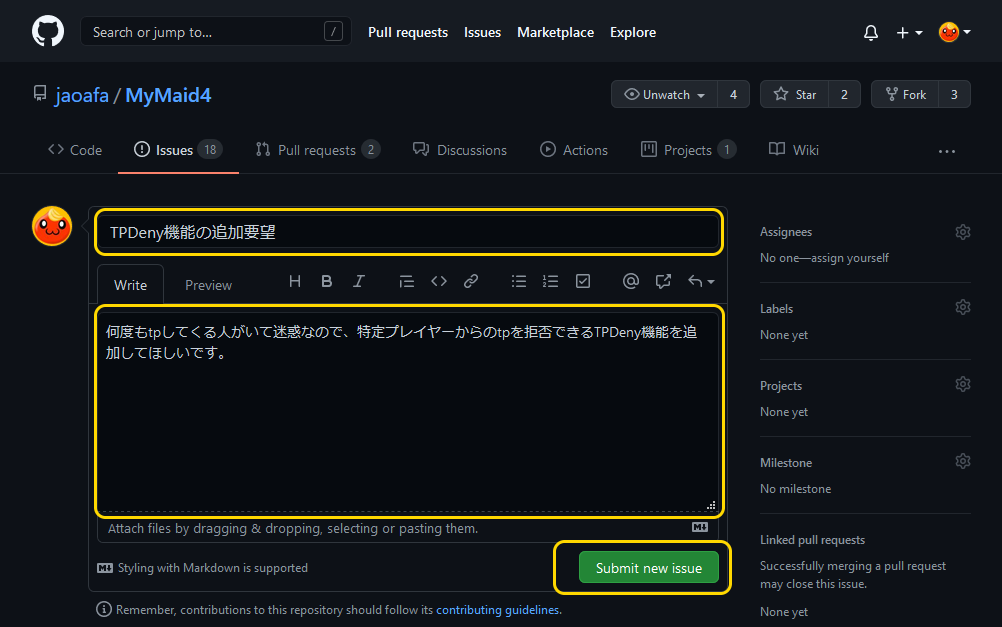 Search or jump to... /
Pull requests Issues Marketplace Explore
jaoafa / MyMaid4
Unwatch 4 Star 2 Fork 3
Code Issues 18 Pull requests 2 Discussions Actions Projects 1 Wiki ...
TPDeny機能の追加要望
Write Preview
何度もtpしてくる人がいて迷惑なので、特定プレイヤーからのtpを拒否できるTPDeny機能を追
加してほしいです。
Attach files by dragging & dropping, selecting or pasting them.
Styling with Markdown is supported
Submit new issue
Remember, contributions to this repository should follow its contributing guidelines.
Assignees
No one—assign yourself
Labels
None yet
Projects
None yet
Milestone
No milestone
Linked pull requests
Successfully merging a pull request
may close this issue.
None yet